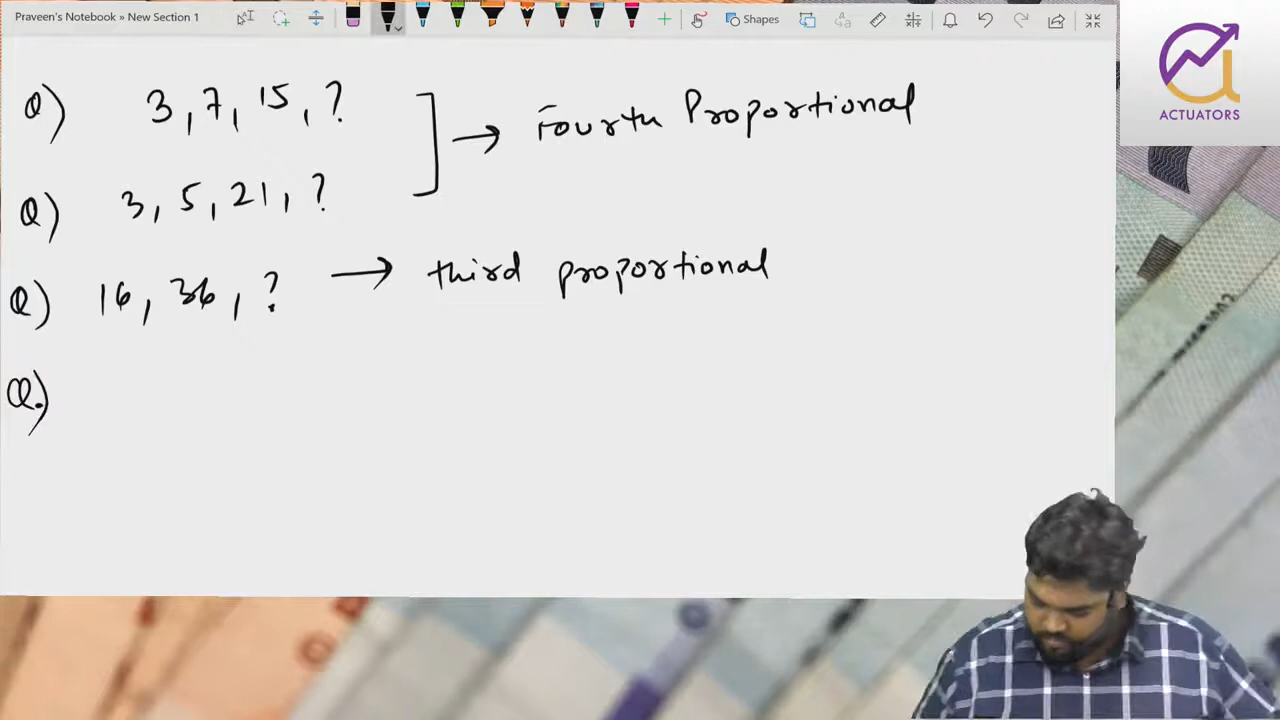 Praveen's Notebook » New Section 1
Shapes
ACTUATORS
Q) 3, 7, 15, ?
Q) 3, 5, 21, ?
→ Fourth Proportional
Q) 16, 36, ? → third proportional
Q.)